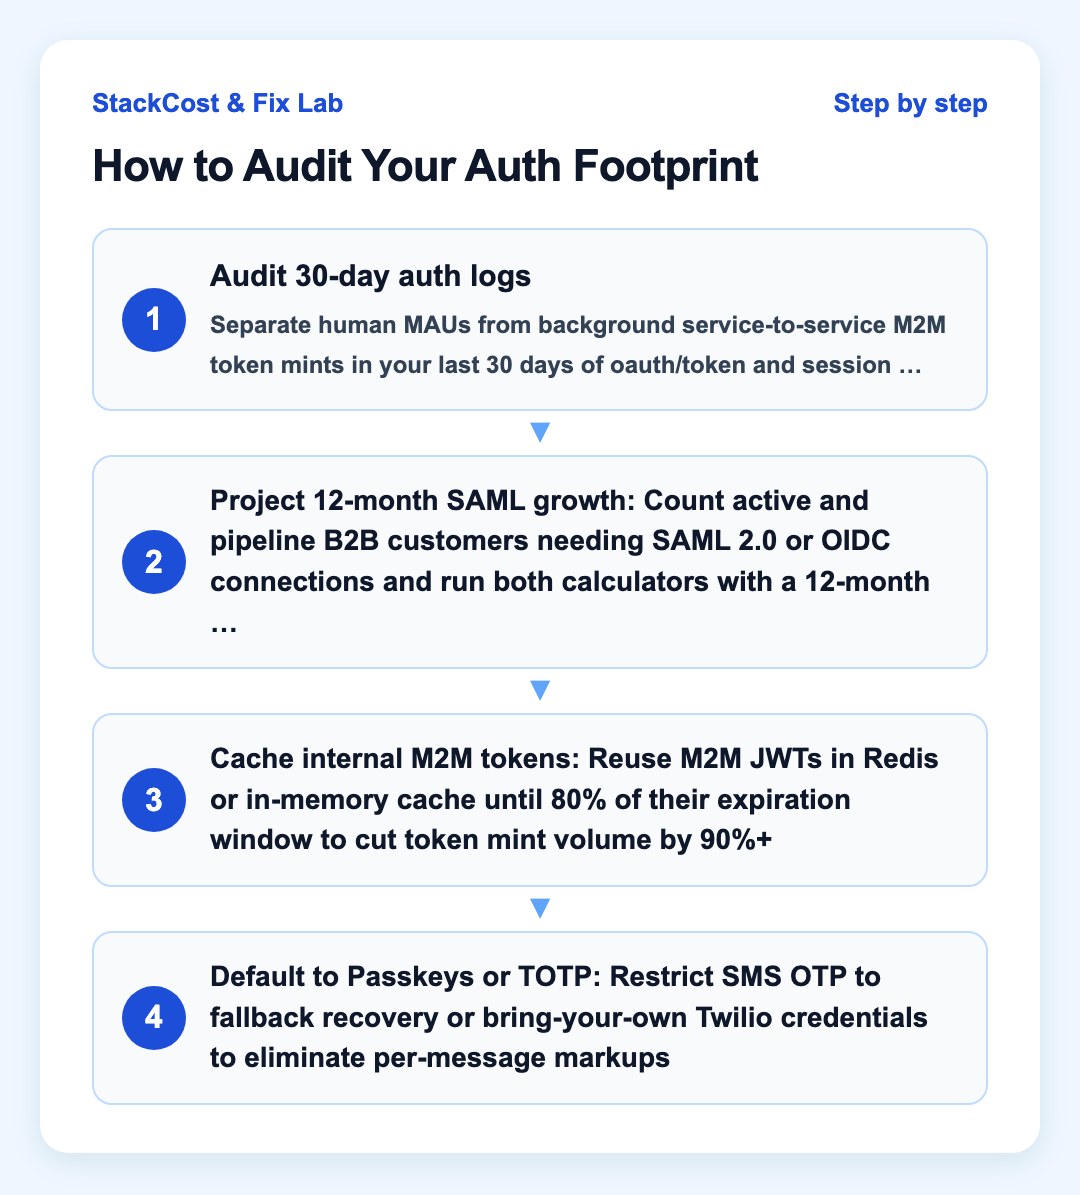 StackCost & Fix Lab
Step by step
How to Audit Your Auth Footprint
1
Audit 30-day auth logs
Separate human MAUs from background service-to-service M2M
token mints in your last 30 days of oauth/token and session …
2
Project 12-month SAML growth: Count active and
pipeline B2B customers needing SAML 2.0 or OIDC
connections and run both calculators with a 12-month
…
3
Cache internal M2M tokens: Reuse M2M JWTs in Redis
or in-memory cache until 80% of their expiration
window to cut token mint volume by 90%+
4
Default to Passkeys or TOTP: Restrict SMS OTP to
fallback recovery or bring-your-own Twilio credentials
to eliminate per-message markups